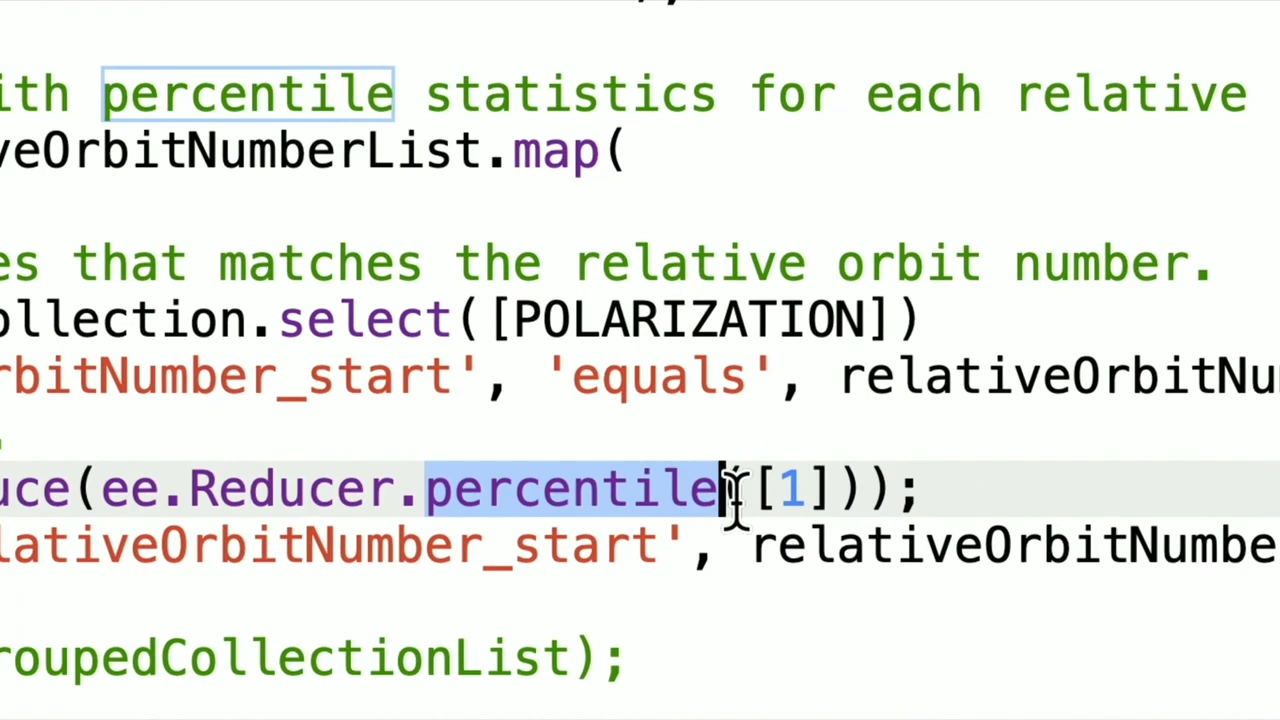 ith percentile statistics for each relative
veOrbitNumberList.map(
es that matches the relative orbit number.
ollection.select([POLARIZATION])
rbitNumber_start', 'equals', relativeOrbitNu
uce(ee.Reducer.percentile([1]));
lativeOrbitNumber_start', relativeOrbitNumbe
roupedCollectionList);